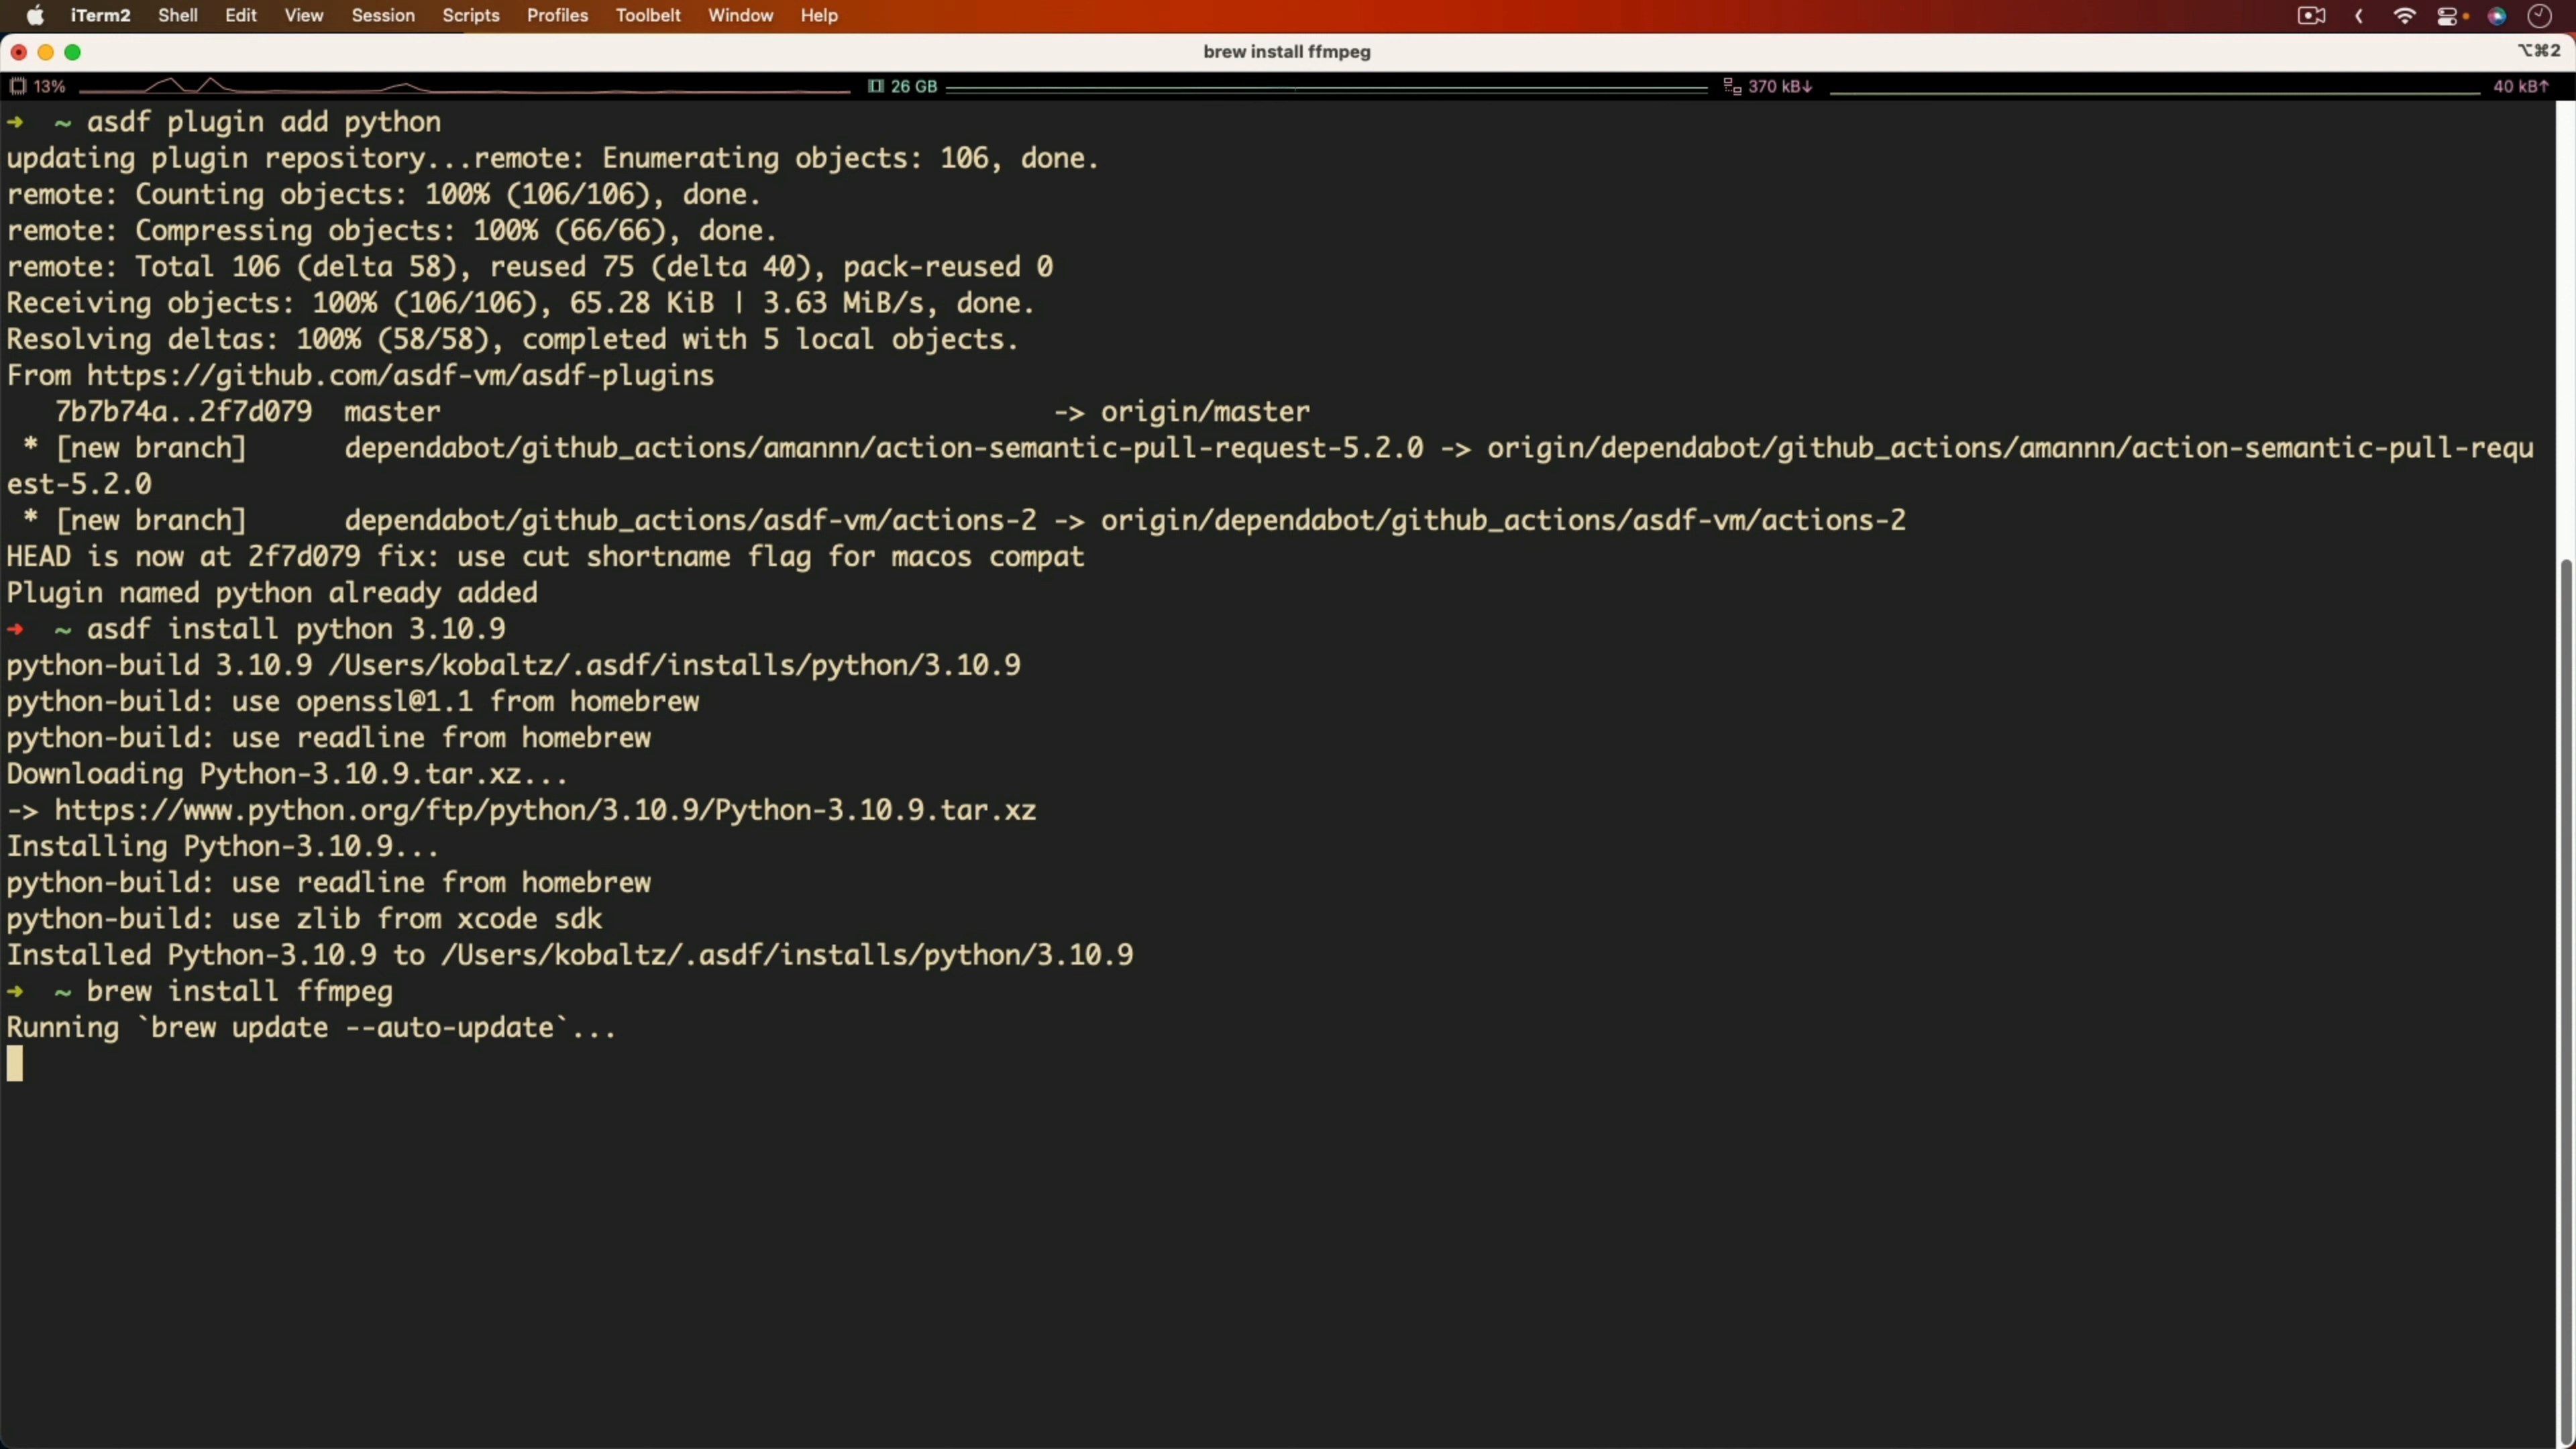 iTerm2 Shell Edit View Session Scripts Profiles Toolbelt Window Help
brew install ffmpeg ⌥⌘2
13% 26 GB 370 kB↓ 40 kB↑
➜ ~ asdf plugin add python
updating plugin repository...remote: Enumerating objects: 106, done.
remote: Counting objects: 100% (106/106), done.
remote: Compressing objects: 100% (66/66), done.
remote: Total 106 (delta 58), reused 75 (delta 40), pack-reused 0
Receiving objects: 100% (106/106), 65.28 KiB | 3.63 MiB/s, done.
Resolving deltas: 100% (58/58), completed with 5 local objects.
From https://github.com/asdf-vm/asdf-plugins
   7b7b74a..2f7d079  master -> origin/master
 * [new branch]      dependabot/github_actions/amannn/action-semantic-pull-request-5.2.0 -> origin/dependabot/github_actions/amannn/action-semantic-pull-requ
est-5.2.0
 * [new branch]      dependabot/github_actions/asdf-vm/actions-2 -> origin/dependabot/github_actions/asdf-vm/actions-2
HEAD is now at 2f7d079 fix: use cut shortname flag for macos compat
Plugin named python already added
➜ ~ asdf install python 3.10.9
python-build 3.10.9 /Users/kobaltz/.asdf/installs/python/3.10.9
python-build: use openssl@1.1 from homebrew
python-build: use readline from homebrew
Downloading Python-3.10.9.tar.xz...
-> https://www.python.org/ftp/python/3.10.9/Python-3.10.9.tar.xz
Installing Python-3.10.9...
python-build: use readline from homebrew
python-build: use zlib from xcode sdk
Installed Python-3.10.9 to /Users/kobaltz/.asdf/installs/python/3.10.9
➜ ~ brew install ffmpeg
Running `brew update --auto-update`...